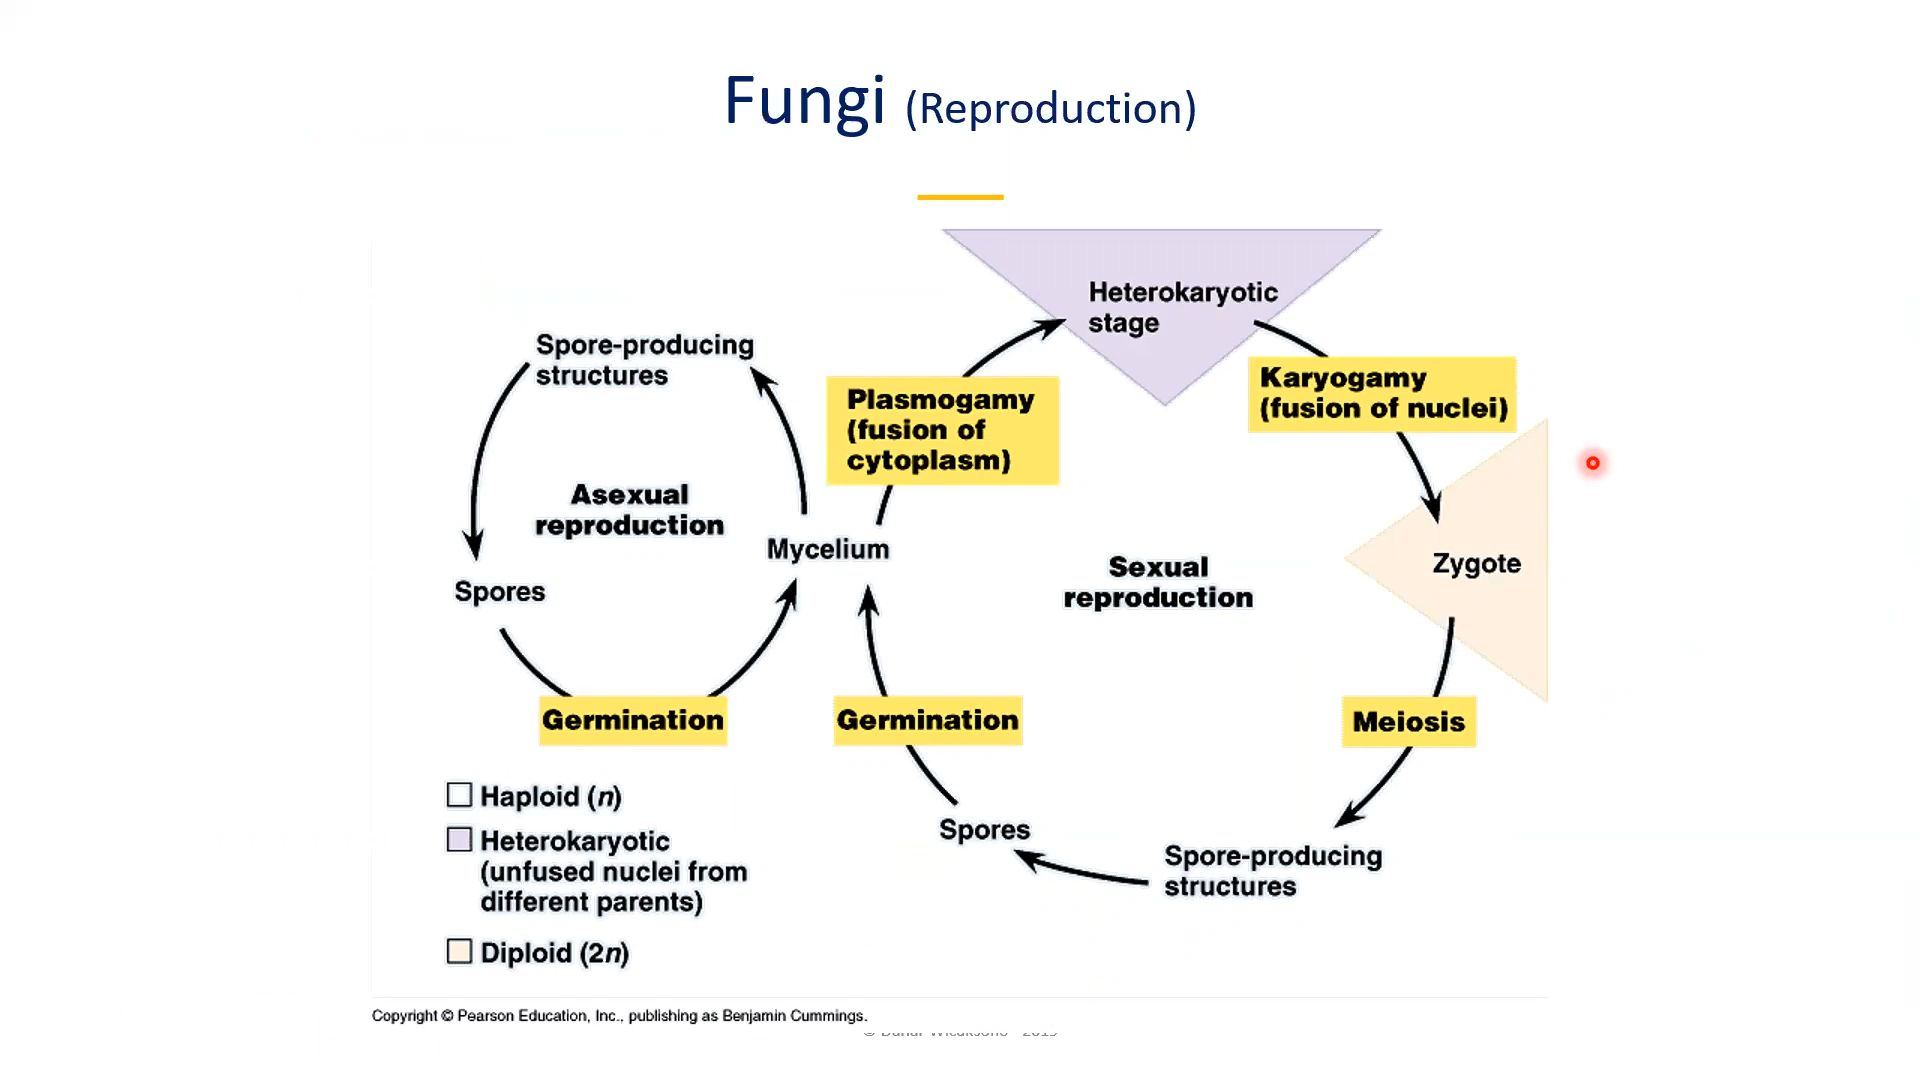 Fungi (Reproduction)
Heterokaryotic
stage
Spore-producing
structures
Karyogamy
(fusion of nuclei)
Plasmogamy
(fusion of
cytoplasm)
Asexual
reproduction
Mycelium
Zygote
Sexual
reproduction
Spores
Germination
Germination
Meiosis
Spores
Spore-producing
structures
Haploid (n)
Heterokaryotic
(unfused nuclei from
different parents)
Diploid (2n)
Copyright © Pearson Education, Inc., publishing as Benjamin Cummings.